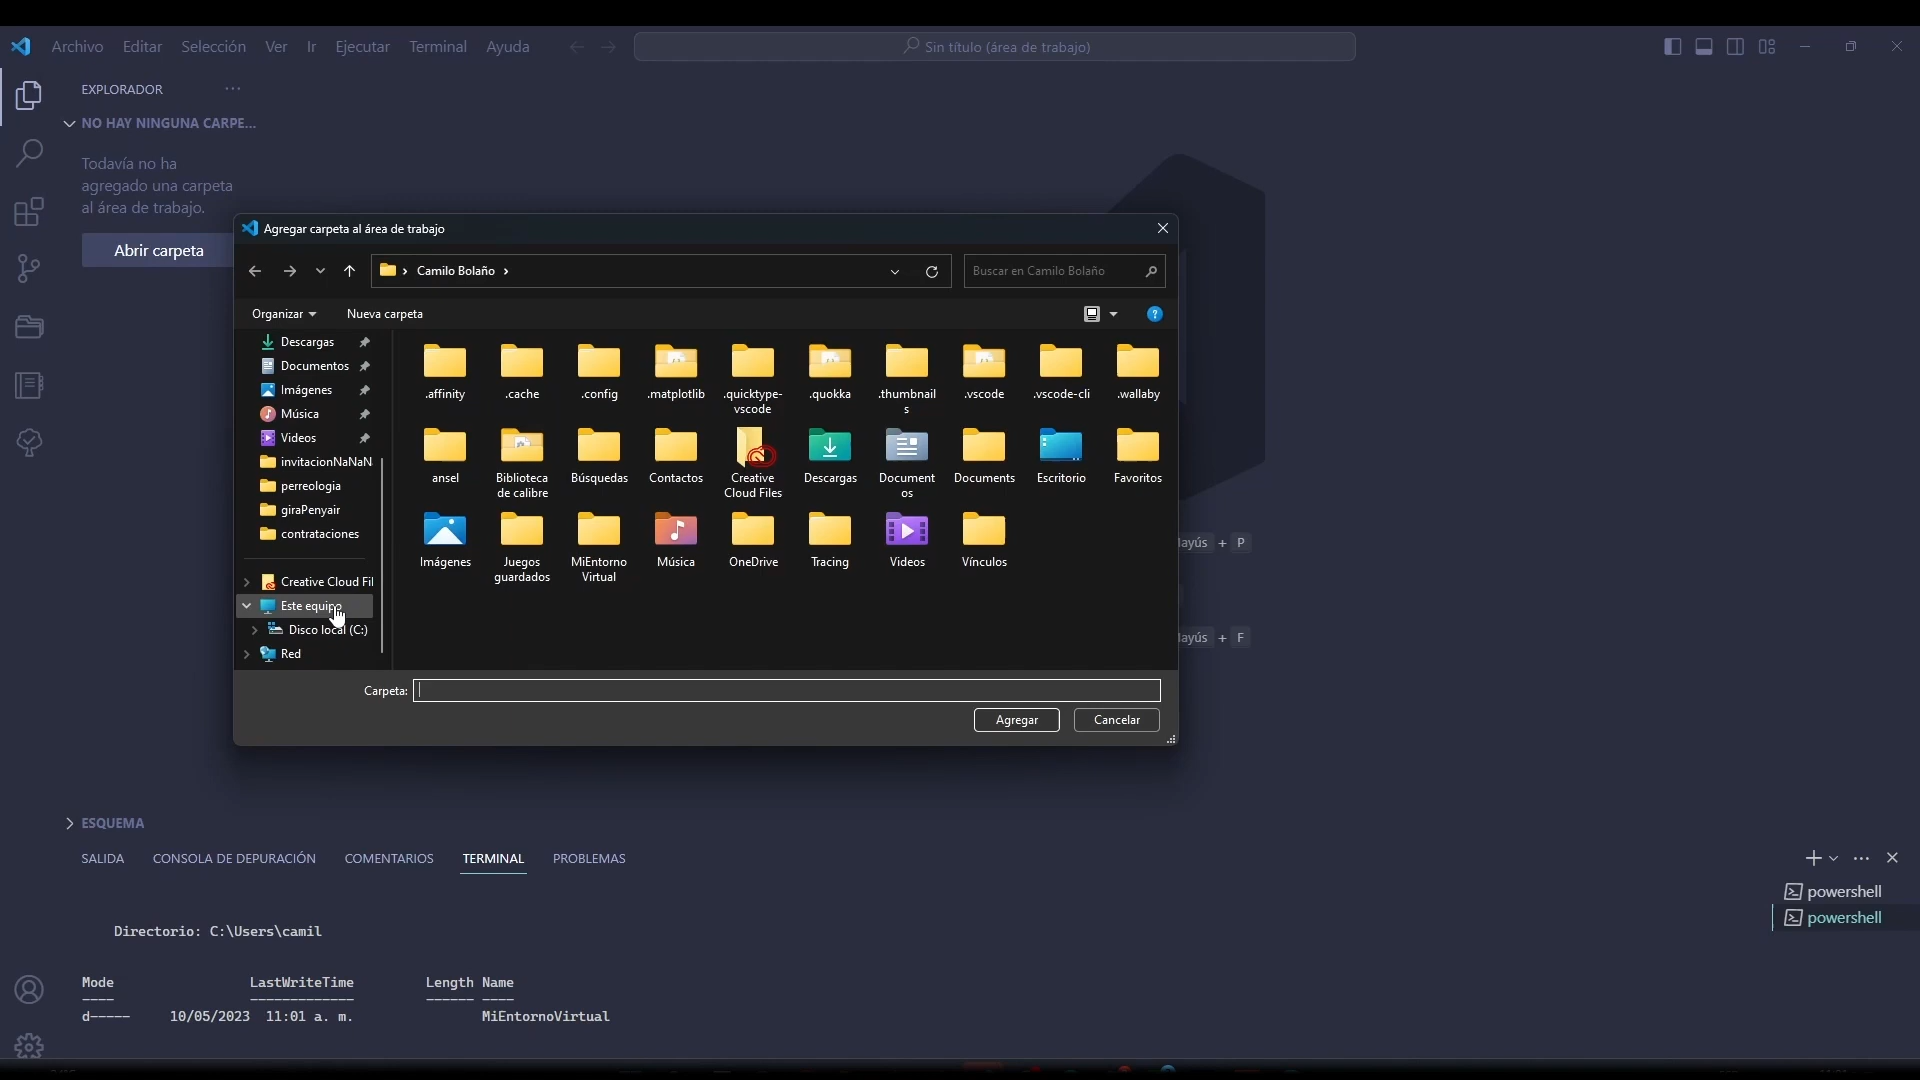 Archivo Editar Selección Ver Ir Ejecutar Terminal Ayuda
Sin título (área de trabajo)
EXPLORADOR
NO HAY NINGUNA CARPE...
Todavía no ha
agregado una carpeta
al área de trabajo.
Abrir carpeta
Agregar carpeta al área de trabajo
Camilo Bolaño
Buscar en Camilo Bolaño
Organizar
Nueva carpeta
Descargas
Documentos
Imágenes
Música
Videos
invitacionNaNaN
perreologia
giraPenyair
contrataciones
Creative Cloud Fil
Este equipo
Disco local (C:)
Red
.affinity
.cache
.config
.matplotlib
.quicktype-
vscode
.quokka
.thumbnail
s
.vscode
.vscode-cli
.wallaby
ansel
Biblioteca
de calibre
Búsquedas
Contactos
Creative
Cloud Files
Descargas
Document
os
Documents
Escritorio
Favoritos
Imágenes
Juegos
guardados
MiEntorno
Virtual
Música
OneDrive
Tracing
Videos
Vínculos
Carpeta:
Agregar
Cancelar
+ P
+ F
ESQUEMA
SALIDA CONSOLA DE DEPURACIÓN COMENTARIOS TERMINAL PROBLEMAS
powershell
powershell
Directorio: C:\Users\camil
Mode LastWriteTime Length Name
---- ------------- ------ ----
d----- 10/05/2023 11:01 a. m. MiEntornoVirtual